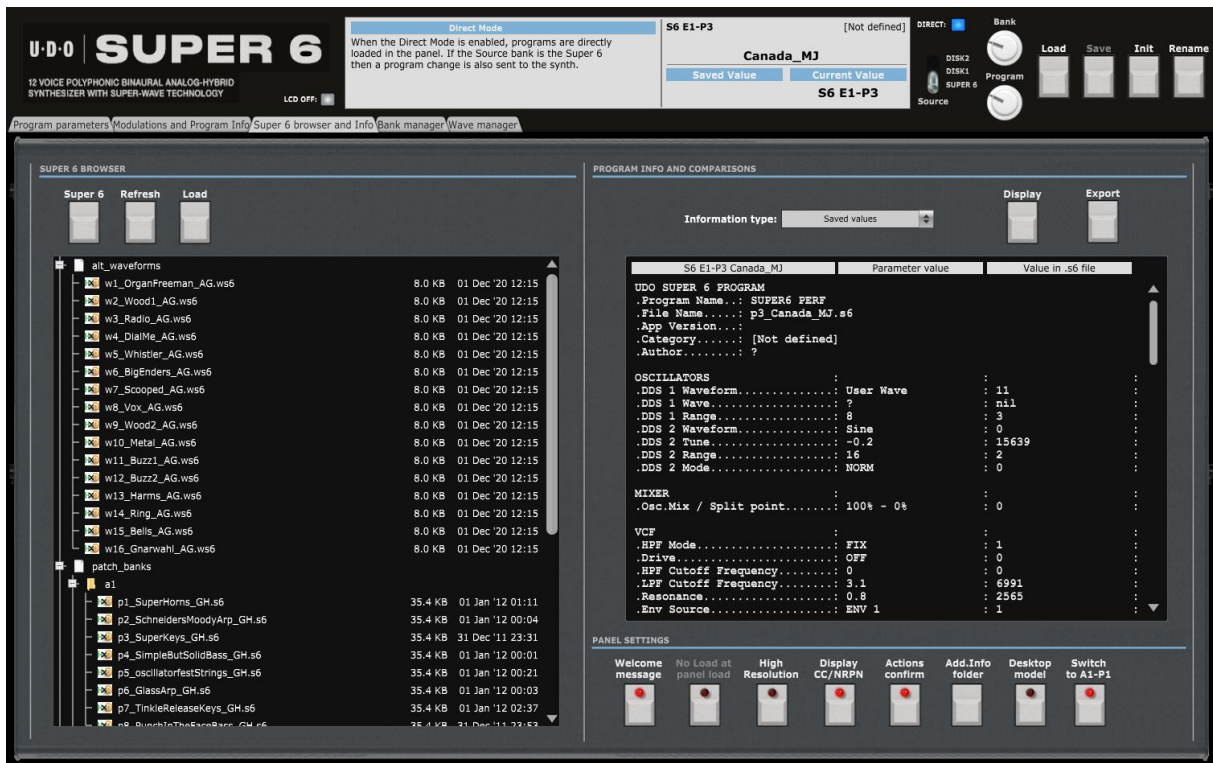 U·D·O | SUPER 6
12 VOICE POLYPHONIC BINAURAL ANALOG-HYBRID
SYNTHESIZER WITH SUPER-WAVE TECHNOLOGY
LCD OFF:
Direct Mode
When the Direct Mode is enabled, programs are directly
loaded in the panel. If the Source bank is the Super 6
then a program change is also sent to the synth.
S6 E1-P3 [Not defined]
Canada_MJ
Saved Value Current Value
S6 E1-P3
DIRECT:
DISK2
DISK1
SUPER 6
Source
Bank
Program
Load Save Init Rename
Program parameters Modulations and Program Info Super 6 browser and Info Bank manager Wave manager
SUPER 6 BROWSER
Super 6 Refresh Load
alt_waveforms
w1_OrganFreeman_AG.ws6 8.0 KB 01 Dec '20 12:15
w2_Wood1_AG.ws6 8.0 KB 01 Dec '20 12:15
w3_Radio_AG.ws6 8.0 KB 01 Dec '20 12:15
w4_DialMe_AG.ws6 8.0 KB 01 Dec '20 12:15
w5_Whistler_AG.ws6 8.0 KB 01 Dec '20 12:15
w6_BigEnders_AG.ws6 8.0 KB 01 Dec '20 12:15
w7_Scooped_AG.ws6 8.0 KB 01 Dec '20 12:15
w8_Vox_AG.ws6 8.0 KB 01 Dec '20 12:15
w9_Wood2_AG.ws6 8.0 KB 01 Dec '20 12:15
w10_Metal_AG.ws6 8.0 KB 01 Dec '20 12:15
w11_Buzz1_AG.ws6 8.0 KB 01 Dec '20 12:15
w12_Buzz2_AG.ws6 8.0 KB 01 Dec '20 12:15
w13_Harms_AG.ws6 8.0 KB 01 Dec '20 12:15
w14_Ring_AG.ws6 8.0 KB 01 Dec '20 12:15
w15_Bells_AG.ws6 8.0 KB 01 Dec '20 12:15
w16_Gnarwahl_AG.ws6 8.0 KB 01 Dec '20 12:15
patch_banks
a1
p1_SuperHorns_GH.s6 35.4 KB 01 Jan '12 01:11
p2_SchneidersMoodyArp_GH.s6 35.4 KB 01 Jan '12 00:04
p3_SuperKeys_GH.s6 35.4 KB 31 Dec '11 23:31
p4_SimpleButSolidBass_GH.s6 35.4 KB 01 Jan '12 00:01
p5_oscillatorfestStrings_GH.s6 35.4 KB 01 Jan '12 00:21
p6_GlassArp_GH.s6 35.4 KB 01 Jan '12 00:03
p7_TinkleReleaseKeys_GH.s6 35.4 KB 01 Jan '12 02:37
p8_PunchInTheFaceBass_GH.s6 35.4 KB 31 Dec '11 23:53
PROGRAM INFO AND COMPARISONS
Information type: Saved values
Display Export
S6 E1-P3 Canada_MJ Parameter value Value in .s6 file
UDO SUPER 6 PROGRAM
.Program Name..: SUPER6 PERF
.File Name.....: p3_Canada_MJ.s6
.App Version...:
.Category......: [Not defined]
.Author........: ?
OSCILLATORS : : :
.DDS 1 Waveform..............: User Wave : 11 :
.DDS 1 Wave..................: ? : nil :
.DDS 1 Range.................: 8 : 3 :
.DDS 2 Waveform..............: Sine : 0 :
.DDS 2 Tune..................: -0.2 : 15639 :
.DDS 2 Range.................: 16 : 2 :
.DDS 2 Mode..................: NORM : 0 :
MIXER : : :
.Osc.Mix / Split point.......: 100% - 0% : 0 :
VCF : : :
.HPF Mode....................: FIX : 1 :
.Drive.......................: OFF : 0 :
.HPF Cutoff Frequency........: 0 : 0 :
.LPF Cutoff Frequency........: 3.1 : 6991 :
.Resonance...................: 0.8 : 2565 :
.Env Source..................: ENV 1 : 1 :
PANEL SETTINGS
Welcome message
No Load at panel load
High Resolution
Display CC/NRPN
Actions confirm
Add.Info folder
Desktop model
Switch to A1-P1